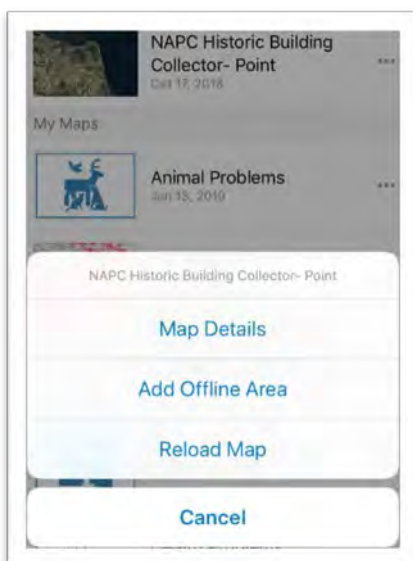 NAPC Historic Building
Collector- Point
Oct 17, 2018
My Maps
Animal Problems
Jun 13, 2019
NAPC Historic Building Collector- Point
Map Details
Add Offline Area
Reload Map
Cancel